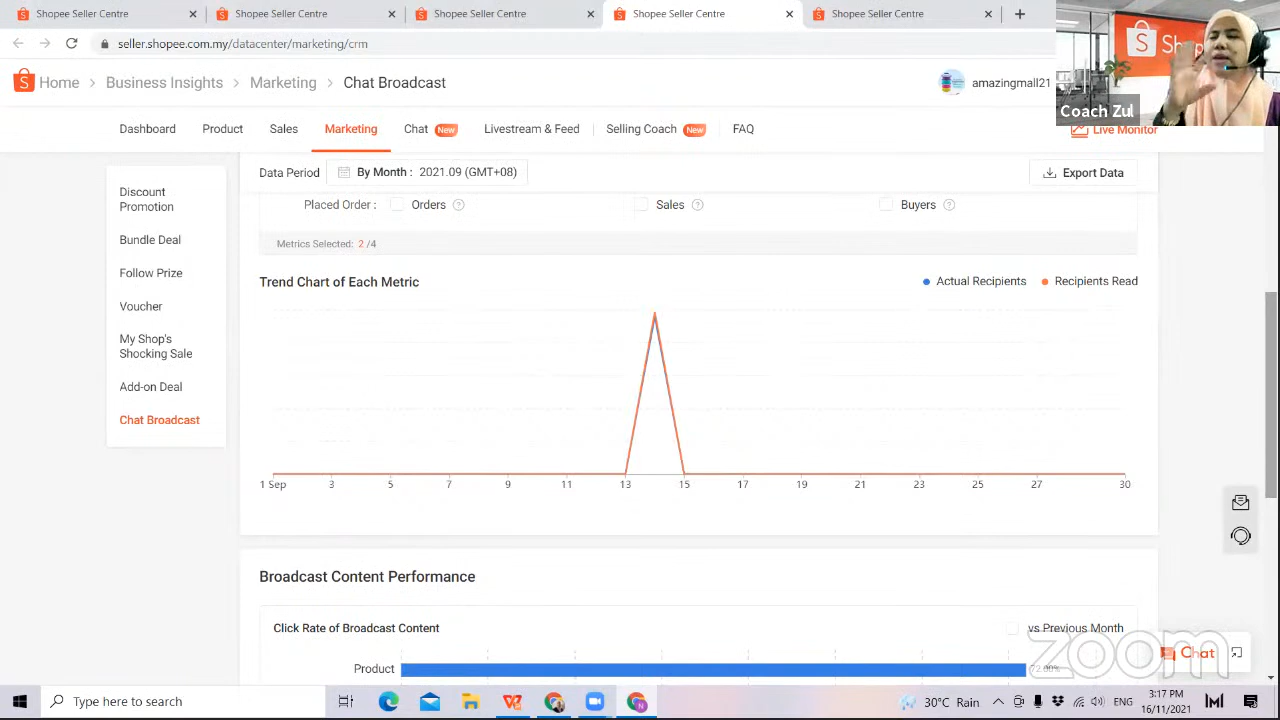 Shopee Seller Centre
Shopee Seller Centre
Shopee Seller Centre
Shopee Seller Centre
Shopee Seller Centre
seller.shopee.com.my/datacenter/marketing/crm
Home > Business Insights > Marketing > Chat Broadcast
amazingmall21
Coach Zul
Dashboard Product Sales Marketing Chat New Livestream & Feed Selling Coach New FAQ
Live Monitor
Data Period By Month : 2021.09 (GMT+08)
Export Data
Discount
Promotion
Bundle Deal
Follow Prize
Voucher
My Shop's
Shocking Sale
Add-on Deal
Chat Broadcast
Placed Order : Orders Sales Buyers
Metrics Selected: 2 /4
Trend Chart of Each Metric
Actual Recipients Recipients Read
1 Sep 3 5 7 9 11 13 15 17 19 21 23 25 27 30
Broadcast Content Performance
Click Rate of Broadcast Content
vs Previous Month
Product
72.00%
zoom
Chat
Type here to search
30°C Rain
ENG
3:17 PM
16/11/2021